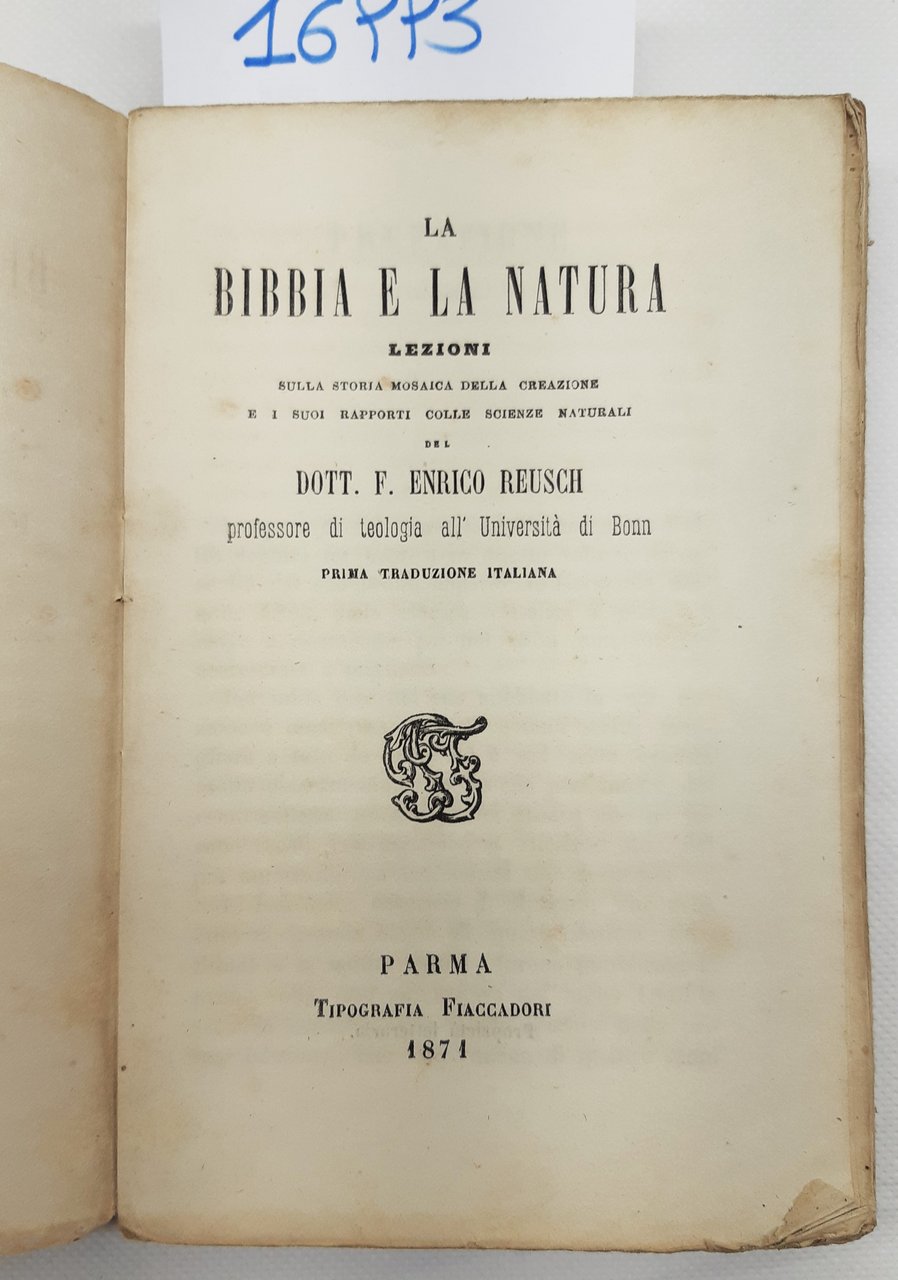 16PP3
LA
BIBBIA E LA NATURA
LEZIONI
SULLA STORIA MOSAICA DELLA CREAZIONE
E I SUOI RAPPORTI COLLE SCIENZE NATURALI
DEL
DOTT. F. ENRICO REUSCH
professore di teologia all' Università di Bonn
PRIMA TRADUZIONE ITALIANA
PARMA
TIPOGRAFIA FIACCADORI
1871